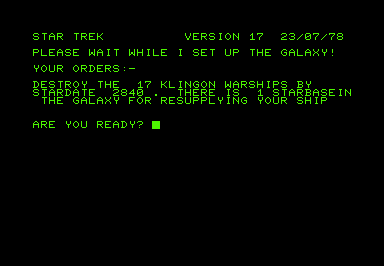 STAR TREK          VERSION 17  23/07/78
PLEASE WAIT WHILE I SET UP THE GALAXY!
YOUR ORDERS:-
DESTROY THE  17 KLINGON WARSHIPS BY
STARDATE  2840 .  THERE IS  1 STARBASEIN
 THE GALAXY FOR RESUPPLYING YOUR SHIP
ARE YOU READY?